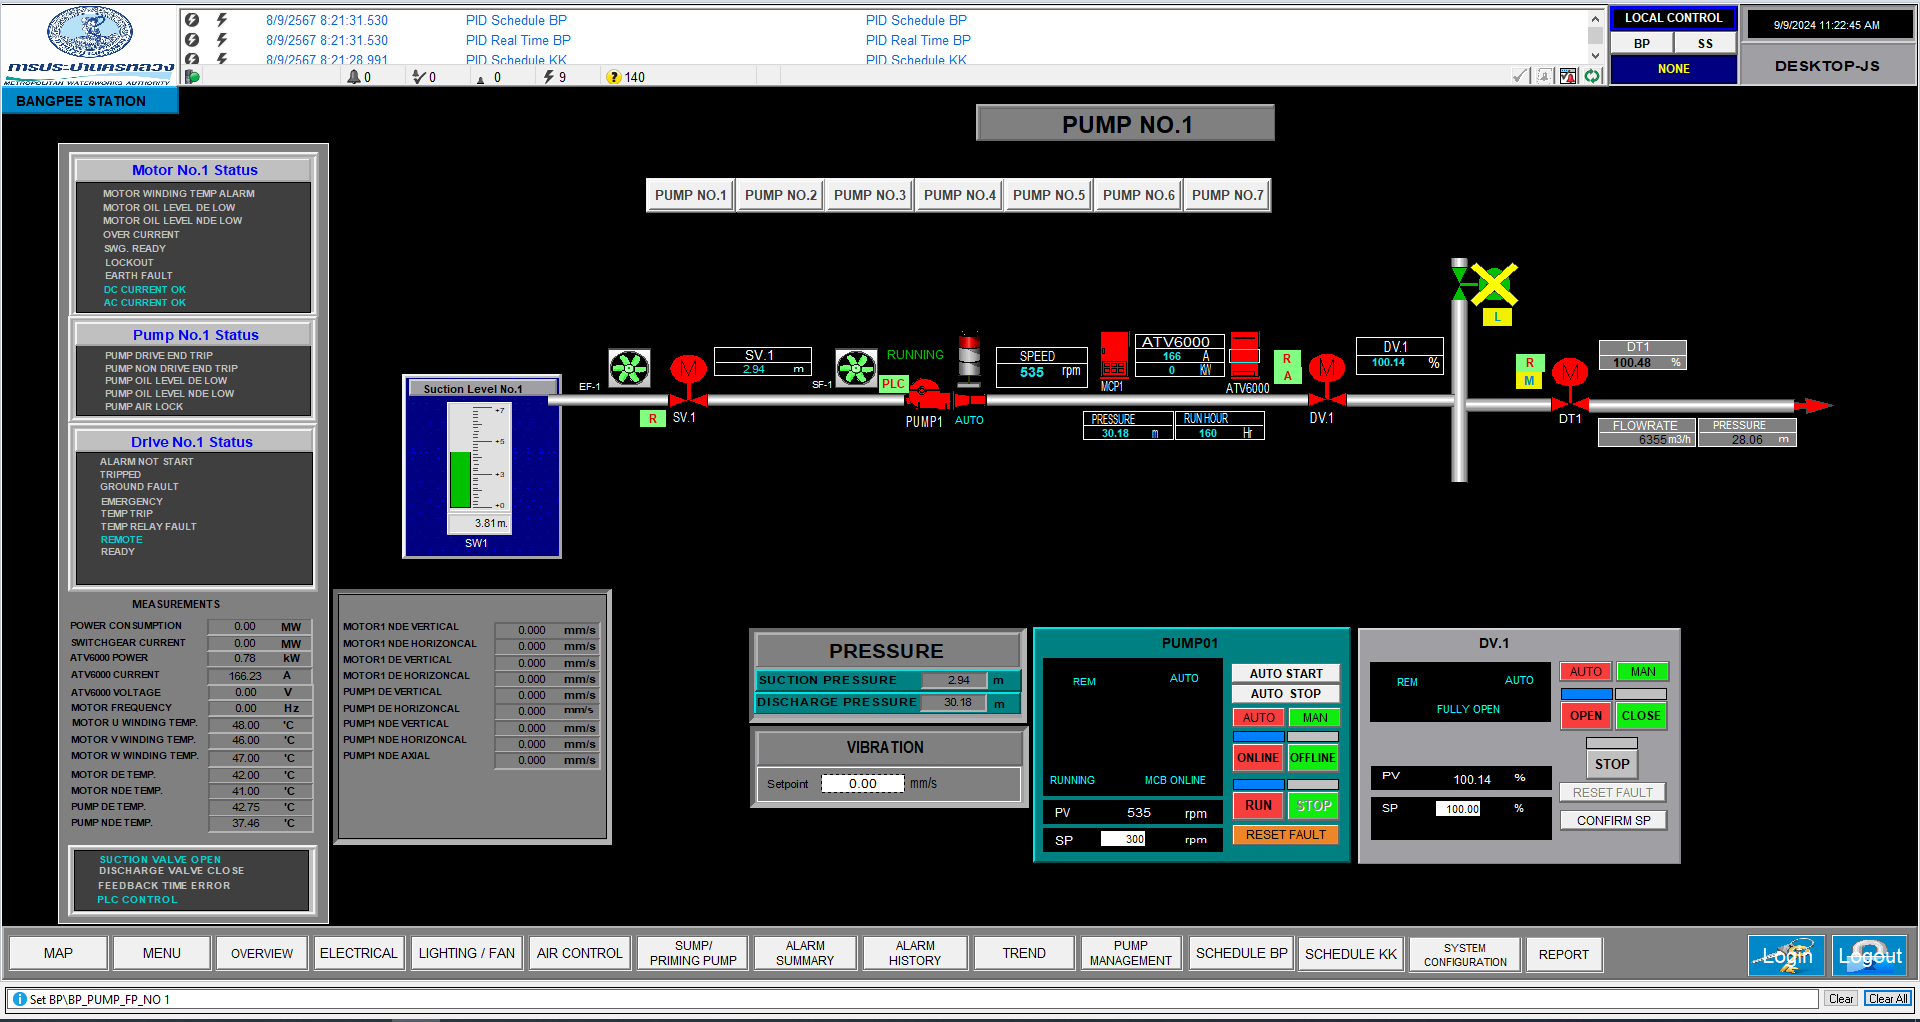 การประปานครหลวง
METROPOLITAN WATERWORKS AUTHORITY
8/9/2567 8:21:31.530 PID Schedule BP PID Schedule BP
8/9/2567 8:21:31.530 PID Real Time BP PID Real Time BP
8/9/2567 8:21:28.991 PID Schedule KK PID Schedule KK
0 0 0 9 140
LOCAL CONTROL
BP SS
NONE
9/9/2024 11:22:45 AM
DESKTOP-JS
BANGPEE STATION
PUMP NO.1
PUMP NO.1 PUMP NO.2 PUMP NO.3 PUMP NO.4 PUMP NO.5 PUMP NO.6 PUMP NO.7
Motor No.1 Status
MOTOR WINDING TEMP ALARM
MOTOR OIL LEVEL DE LOW
MOTOR OIL LEVEL NDE LOW
OVER CURRENT
SWG. READY
LOCKOUT
EARTH FAULT
DC CURRENT OK
AC CURRENT OK
Pump No.1 Status
PUMP DRIVE END TRIP
PUMP NON DRIVE END TRIP
PUMP OIL LEVEL DE LOW
PUMP OIL LEVEL NDE LOW
PUMP AIR LOCK
Drive No.1 Status
ALARM NOT START
TRIPPED
GROUND FAULT
EMERGENCY
TEMP TRIP
TEMP RELAY FAULT
REMOTE
READY
MEASUREMENTS
POWER CONSUMPTION 0.00 MW
SWITCHGEAR CURRENT 0.00 MW
ATV6000 POWER 0.78 kW
ATV6000 CURRENT 166.23 A
ATV6000 VOLTAGE 0.00 V
MOTOR FREQUENCY 0.00 Hz
MOTOR U WINDING TEMP. 48.00 'C
MOTOR V WINDING TEMP. 46.00 'C
MOTOR W WINDING TEMP. 47.00 'C
MOTOR DE TEMP. 42.00 'C
MOTOR NDE TEMP. 41.00 'C
PUMP DE TEMP. 42.75 'C
PUMP NDE TEMP. 37.46 'C
SUCTION VALVE OPEN
DISCHARGE VALVE CLOSE
FEEDBACK TIME ERROR
PLC CONTROL
Suction Level No.1
+7
+5
+3
+0
3.81 m.
SW1
EF-1
M
R SV.1
SV.1
2.94 m
SF-1
RUNNING
PLC
PUMP1 AUTO
SPEED
535 rpm
MCP1
ATV6000
166 A
0 KW
ATV6000
PRESSURE
30.18 m
RUN HOUR
160 Hr
R
A
M
DV.1
DV.1
100.14 %
L
R
M
M
DT1
DT1
100.48 %
FLOWRATE
6355 m3/h
PRESSURE
28.06 m
MOTOR1 NDE VERTICAL 0.000 mm/s
MOTOR1 NDE HORIZONCAL 0.000 mm/s
MOTOR1 DE VERTICAL 0.000 mm/s
MOTOR1 DE HORIZONCAL 0.000 mm/s
PUMP1 DE VERTICAL 0.000 mm/s
PUMP1 DE HORIZONCAL 0.000 mm/s
PUMP1 NDE VERTICAL 0.000 mm/s
PUMP1 NDE HORIZONCAL 0.000 mm/s
PUMP1 NDE AXIAL 0.000 mm/s
PRESSURE
SUCTION PRESSURE 2.94 m
DISCHARGE PRESSURE 30.18 m
VIBRATION
Setpoint 0.00 mm/s
PUMP01
REM AUTO
RUNNING MCB ONLINE
PV 535 rpm
SP 300 rpm
AUTO START
AUTO STOP
AUTO MAN
ONLINE OFFLINE
RUN STOP
RESET FAULT
DV.1
REM AUTO
FULLY OPEN
PV 100.14 %
SP 100.00 %
AUTO MAN
OPEN CLOSE
STOP
RESET FAULT
CONFIRM SP
MAP MENU OVERVIEW ELECTRICAL LIGHTING / FAN AIR CONTROL SUMP/ PRIMING PUMP ALARM SUMMARY ALARM HISTORY TREND PUMP MANAGEMENT SCHEDULE BP SCHEDULE KK SYSTEM CONFIGURATION REPORT Login Logout
Set BP\BP_PUMP_FP_NO 1 Clear Clear All